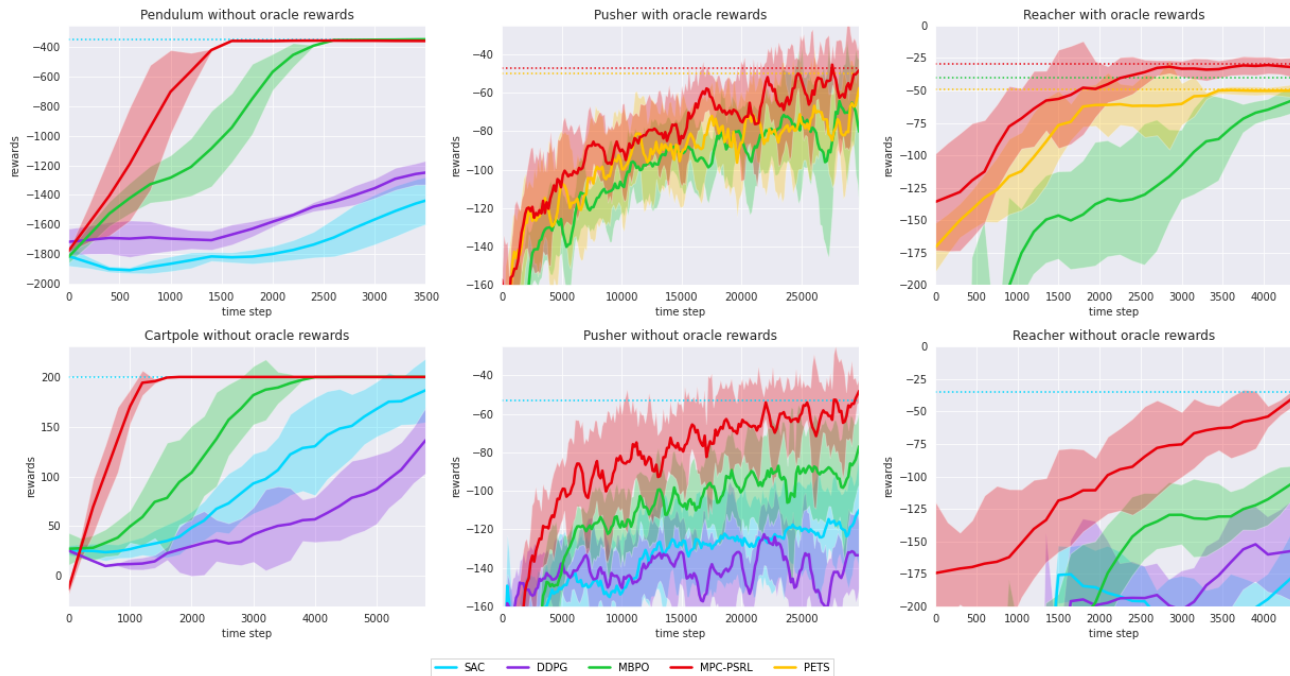 Pendulum without oracle rewards
−400
−600
−800
−1000
−1200
−1400
−1600
−1800
−2000
rewards
0 500 1000 1500 2000 2500 3000 3500
time step
Pusher with oracle rewards
−40
−60
−80
−100
−120
−140
−160
rewards
0 5000 10000 15000 20000 25000
time step
Reacher with oracle rewards
0
−25
−50
−75
−100
−125
−150
−175
−200
rewards
0 500 1000 1500 2000 2500 3000 3500 4000
time step
Cartpole without oracle rewards
200
150
100
50
0
rewards
0 1000 2000 3000 4000 5000
time step
Pusher without oracle rewards
−40
−60
−80
−100
−120
−140
−160
rewards
0 5000 10000 15000 20000 25000
time step
Reacher without oracle rewards
0
−25
−50
−75
−100
−125
−150
−175
−200
rewards
0 500 1000 1500 2000 2500 3000 3500 4000
time step
SAC DDPG MBPO MPC-PSRL PETS